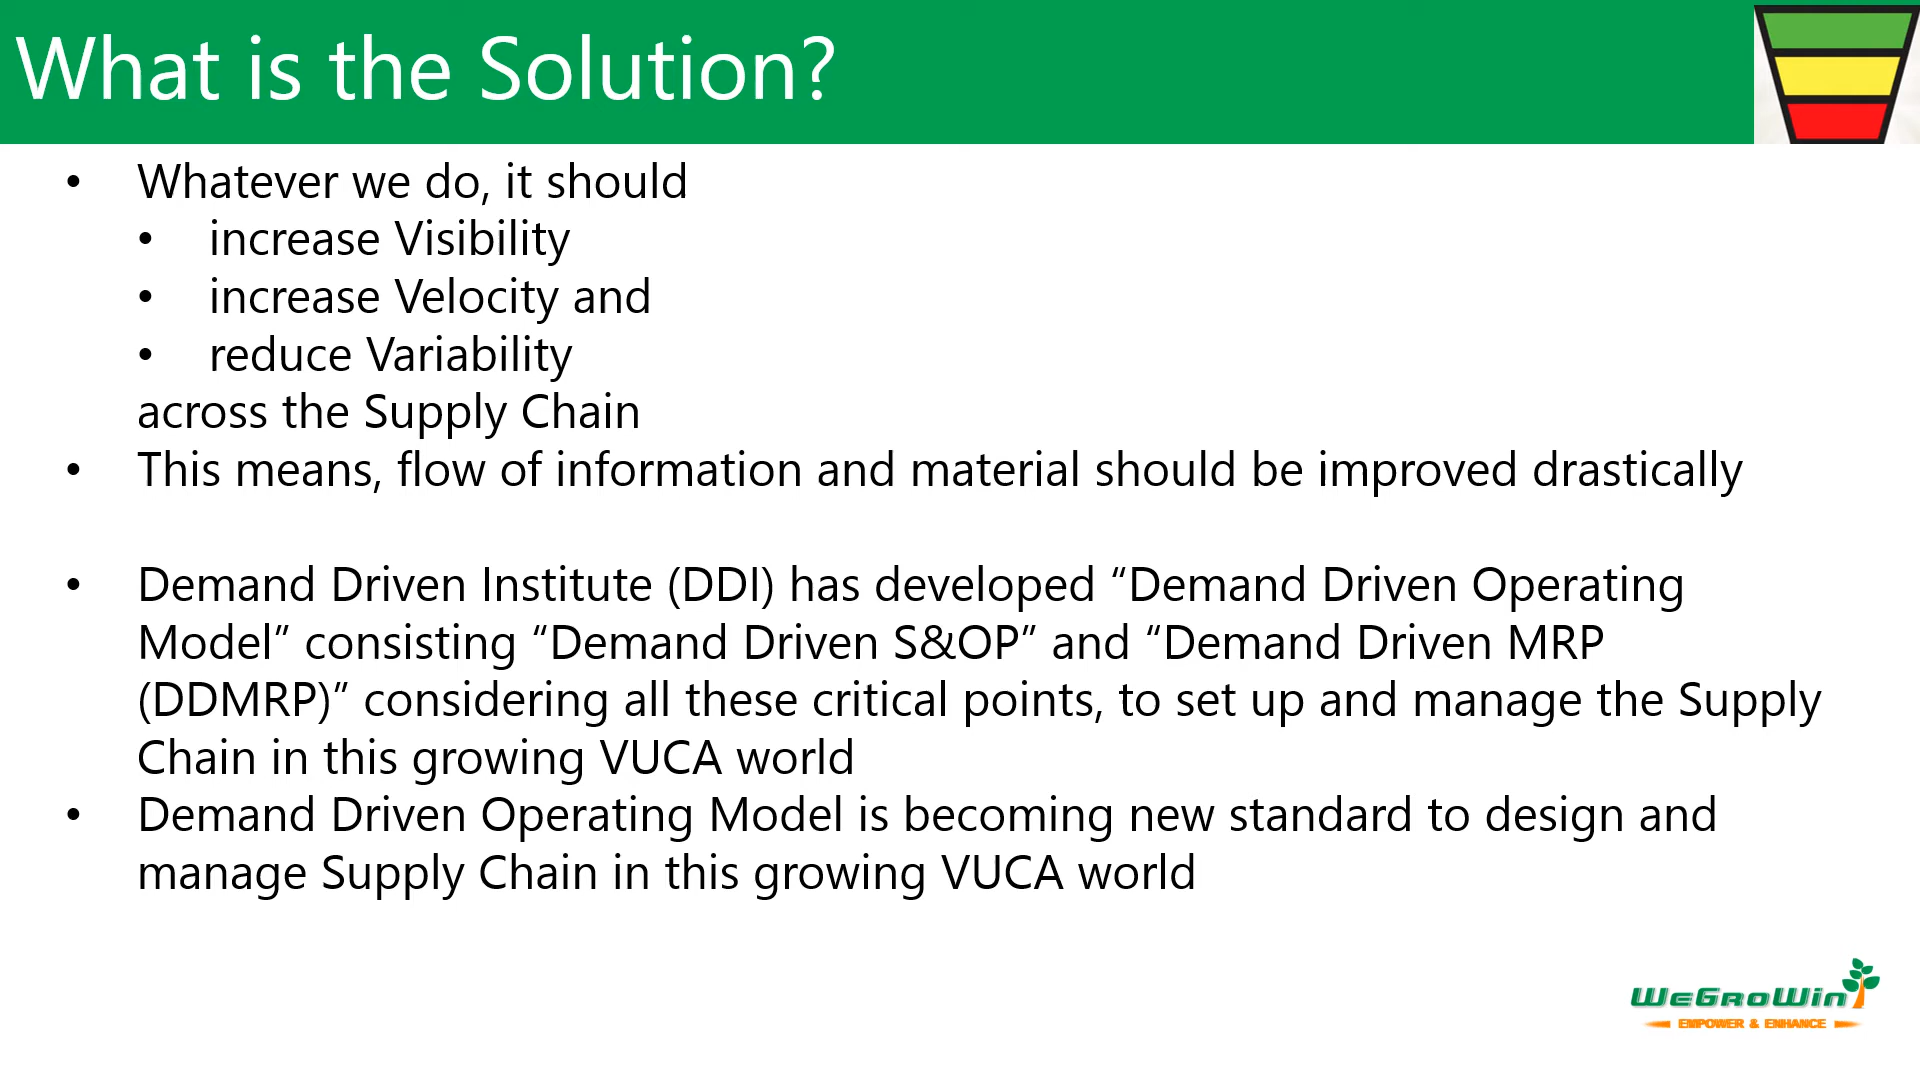 What is the Solution?
• Whatever we do, it should
• increase Visibility
• increase Velocity and
• reduce Variability
across the Supply Chain
• This means, flow of information and material should be improved drastically
• Demand Driven Institute (DDI) has developed “Demand Driven Operating
Model” consisting “Demand Driven S&OP” and “Demand Driven MRP
(DDMRP)” considering all these critical points, to set up and manage the Supply
Chain in this growing VUCA world
• Demand Driven Operating Model is becoming new standard to design and
manage Supply Chain in this growing VUCA world
WeGroWin
EMPOWER & ENHANCE